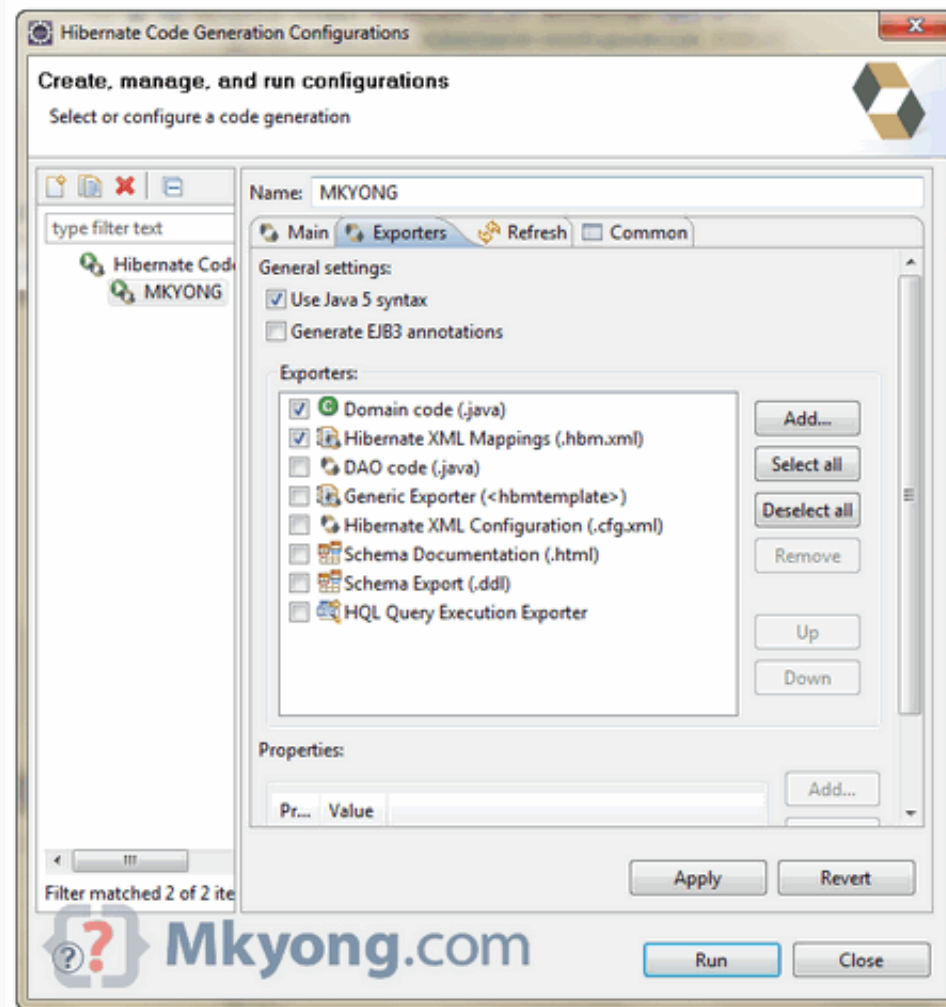 Hibernate Code Generation Configurations
Create, manage, and run configurations
Select or configure a code generation
type filter text
Hibernate Code
MKYONG
Filter matched 2 of 2 ite
Name: MKYONG
Main Exporters Refresh Common
General settings:
Use Java 5 syntax
Generate EJB3 annotations
Exporters:
Domain code (.java)
Hibernate XML Mappings (.hbm.xml)
DAO code (.java)
Generic Exporter (<hbmtemplate>)
Hibernate XML Configuration (.cfg.xml)
Schema Documentation (.html)
Schema Export (.ddl)
HQL Query Execution Exporter
Add...
Select all
Deselect all
Remove
Up
Down
Properties:
Add...
Pr... Value
Apply Revert
Mkyong.com
Run Close